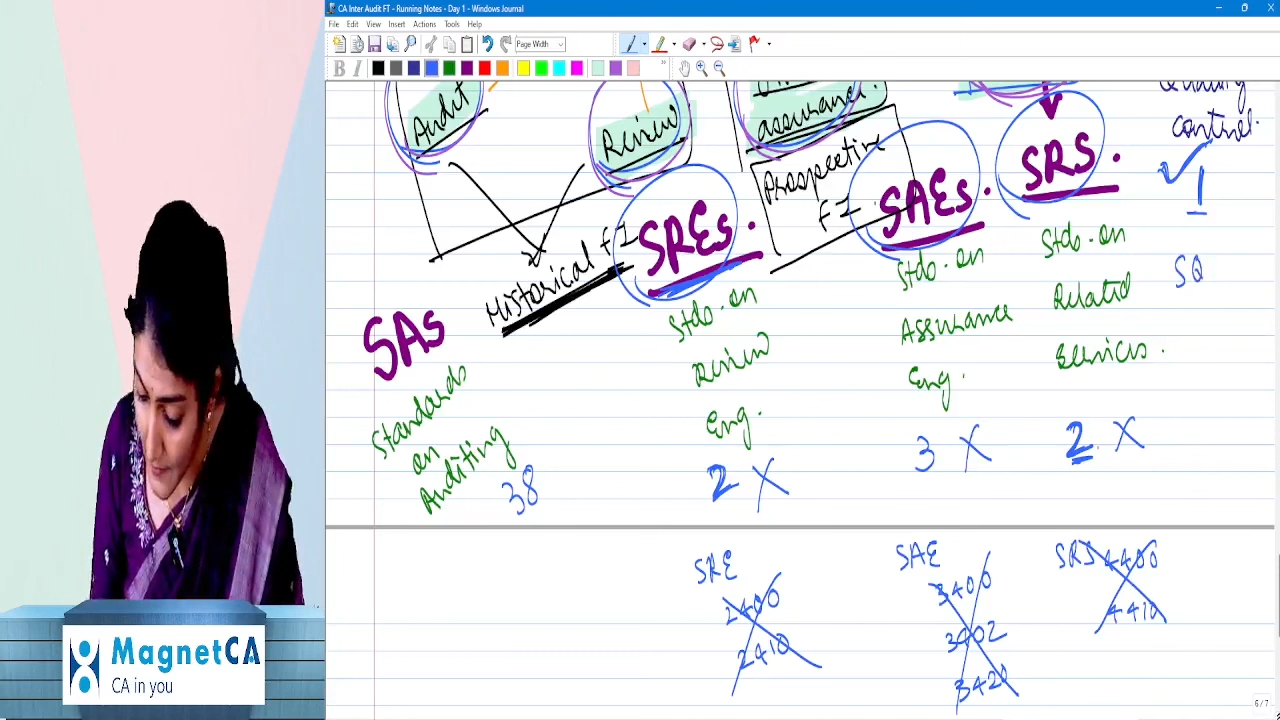 CA Inter Audit FT - Running Notes - Day 1 - Windows Journal
File Edit View Insert Actions Tools Help
Page Width
B I
Audit
Review
assurance.
Prospective
FI.
Historical FI
SREs.
SAEs.
SRS.
Quality
control.
1
SQ
SAs
Standards
on
Auditing
38
Stds. on
Review
Eng.
2 X
Stds. on
Assurance
Eng.
3 X
Stds. on
Related
Services.
2. X
SRE
2400
2410
SAE
3400
3402
3420
SRS 4400
4410
MagnetCA
CA in you
6/7